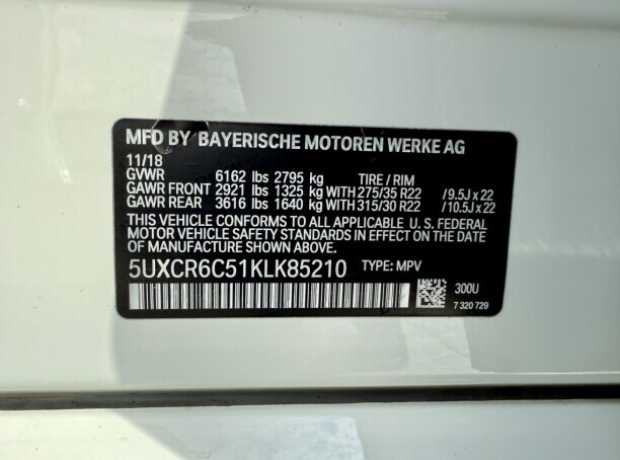 MFD BY BAYERISCHE MOTOREN WERKE AG
11/18
GVWR 6162 lbs 2795 kg TIRE / RIM
GAWR FRONT 2921 lbs 1325 kg WITH 275/35 R22 / 9.5J x 22
GAWR REAR 3616 lbs 1640 kg WITH 315/30 R22 / 10.5J x 22
THIS VEHICLE CONFORMS TO ALL APPLICABLE U. S. FEDERAL
MOTOR VEHICLE SAFETY STANDARDS IN EFFECT ON THE DATE OF
MANUFACTURE SHOWN ABOVE.
5UXCR6C51KLK85210 TYPE: MPV
300U
7 320 729